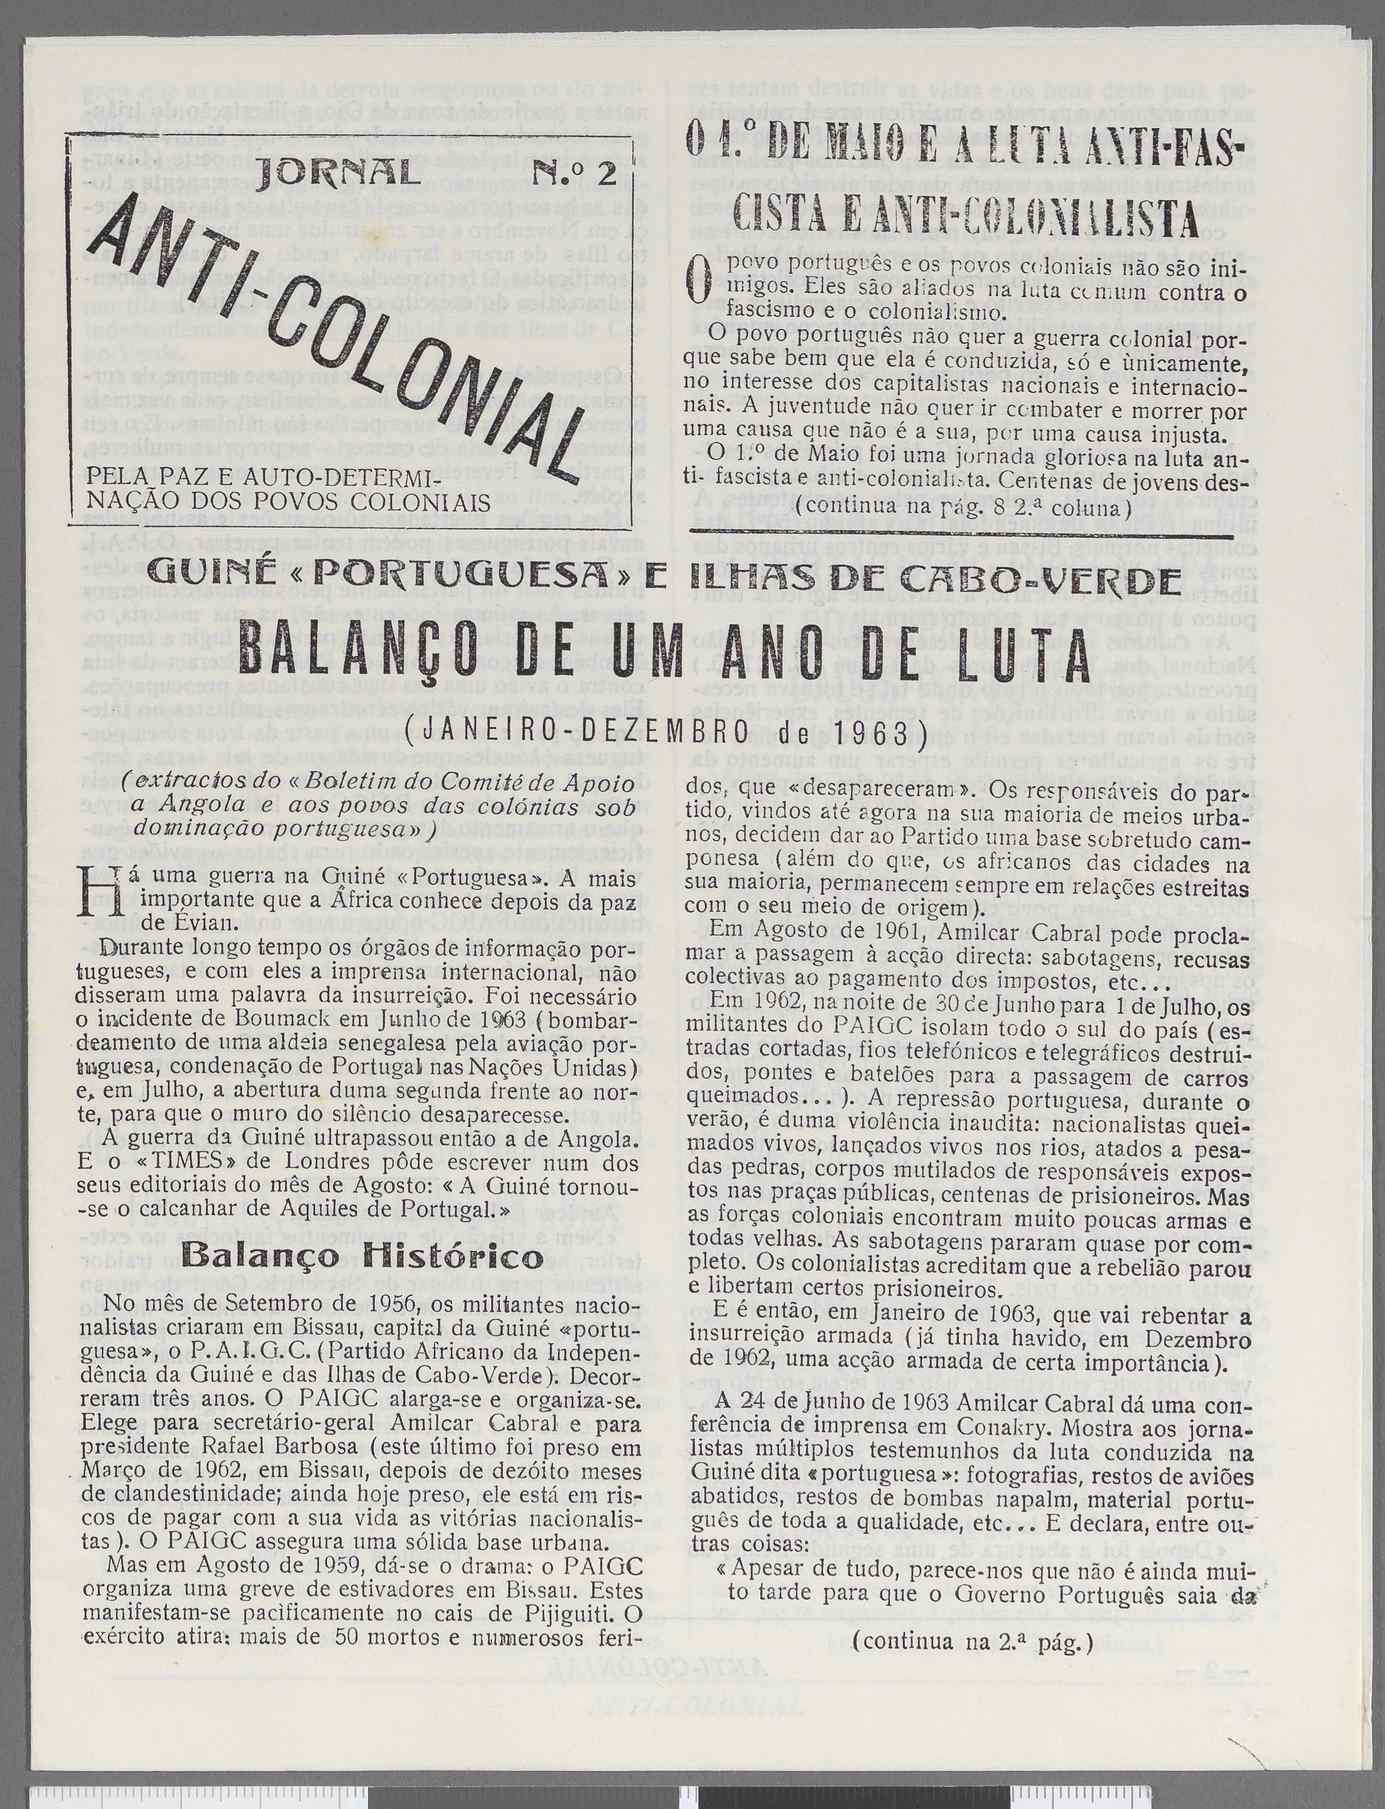 JORNAL N.º 2
ANTI-COLONIAL
PELA PAZ E AUTO-DETERMI-
NAÇÃO DOS POVOS COLONIAIS
O 1.º DE MAIO E A LUTA ANTI-FAS-
CISTA E ANTI-COLONIALISTA
O povo português e os povos coloniais não são ini-
migos. Eles são aliados na luta comum contra o
fascismo e o colonialismo.
O povo português não quer a guerra colonial por-
que sabe bem que ela é conduzida, só e ùnicamente,
no interesse dos capitalistas nacionais e internacio-
nais. A juventude não quer ir combater e morrer por
uma causa que não é a sua, por uma causa injusta.
O 1.º de Maio foi uma jornada gloriosa na luta an-
ti- fascista e anti-colonialista. Centenas de jovens des-
(continua na pág. 8 2.ª coluna)
GUINÉ « PORTUGUESA » E ILHAS DE CABO-VERDE
BALANÇO DE UM ANO DE LUTA
(JANEIRO-DEZEMBRO de 1963)
(extractos do « Boletim do Comité de Apoio
a Angola e aos povos das colónias sob
dominação portuguesa» )
Há uma guerra na Guiné «Portuguesa». A mais
importante que a África conhece depois da paz
de Évian.
Durante longo tempo os órgãos de informação por-
tugueses, e com eles a imprensa internacional, não
disseram uma palavra da insurreição. Foi necessário
o incidente de Boumack em Junho de 1963 ( bombar-
deamento de uma aldeia senegalesa pela aviação por-
tuguesa, condenação de Portugal nas Nações Unidas)
e, em Julho, a abertura duma segunda frente ao nor-
te, para que o muro do silêncio desaparecesse.
A guerra da Guiné ultrapassou então a de Angola.
E o «TIMES» de Londres pôde escrever num dos
seus editoriais do mês de Agosto: « A Guiné tornou-
-se o calcanhar de Aquiles de Portugal.»
Balanço Histórico
No mês de Setembro de 1956, os militantes nacio-
nalistas criaram em Bissau, capital da Guiné «portu-
guesa», o P.A.I.G.C. (Partido Africano da Indepen-
dência da Guiné e das Ilhas de Cabo-Verde). Decor-
reram três anos. O PAIGC alarga-se e organiza-se.
Elege para secretário-geral Amilcar Cabral e para
presidente Rafael Barbosa (este último foi preso em
Março de 1962, em Bissau, depois de dezóito meses
de clandestinidade; ainda hoje preso, ele está em ris-
cos de pagar com a sua vida as vitórias nacionalis-
tas ). O PAIGC assegura uma sólida base urbana.
Mas em Agosto de 1959, dá-se o drama: o PAIGC
organiza uma greve de estivadores em Bissau. Estes
manifestam-se pacìficamente no cais de Pijiguiti. O
exército atira: mais de 50 mortos e numerosos feri-
dos, que « desapareceram ». Os responsáveis do par-
tido, vindos até agora na sua maioria de meios urba-
nos, decidem dar ao Partido uma base sobretudo cam-
ponesa (além do que, os africanos das cidades na
sua maioria, permanecem sempre em relações estreitas
com o seu meio de origem).
Em Agosto de 1961, Amilcar Cabral pode procla-
mar a passagem à acção directa: sabotagens, recusas
colectivas ao pagamento dos impostos, etc...
Em 1962, na noite de 30 de Junho para 1 de Julho, os
militantes do PAIGC isolam todo o sul do país ( es-
tradas cortadas, fios telefónicos e telegráficos destrui-
dos, pontes e batelões para a passagem de carros
queimados... ). A repressão portuguesa, durante o
verão, é duma violência inaudita: nacionalistas quei-
mados vivos, lançados vivos nos rios, atados a pesa-
das pedras, corpos mutilados de responsáveis expos-
tos nas praças públicas, centenas de prisioneiros. Mas
as forças coloniais encontram muito poucas armas e
todas velhas. As sabotagens pararam quase por com-
pleto. Os colonialistas acreditam que a rebelião parou
e libertam certos prisioneiros.
E é então, em Janeiro de 1963, que vai rebentar a
insurreição armada ( já tinha havido, em Dezembro
de 1962, uma acção armada de certa importância).
A 24 de Junho de 1963 Amilcar Cabral dá uma con-
ferência de imprensa em Conakry. Mostra aos jorna-
listas múltiplos testemunhos da luta conduzida na
Guiné dita « portuguesa »: fotografias, restos de aviões
abatidos, restos de bombas napalm, material portu-
guês de toda a qualidade, etc... E declara, entre ou-
tras coisas:
« Apesar de tudo, parece-nos que não é ainda mui-
to tarde para que o Governo Português saia da
(continua na 2.ª pág.)